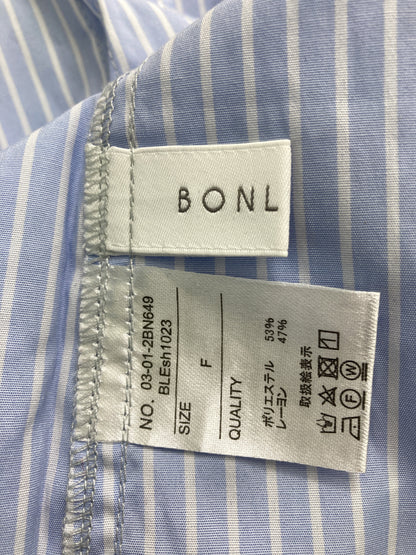 BONL
NO. 03-01-2BN649
BLEsh1023
SIZE F
QUALITY
ポリエステル 53%
レーヨン 47%
取扱絵表示
F W